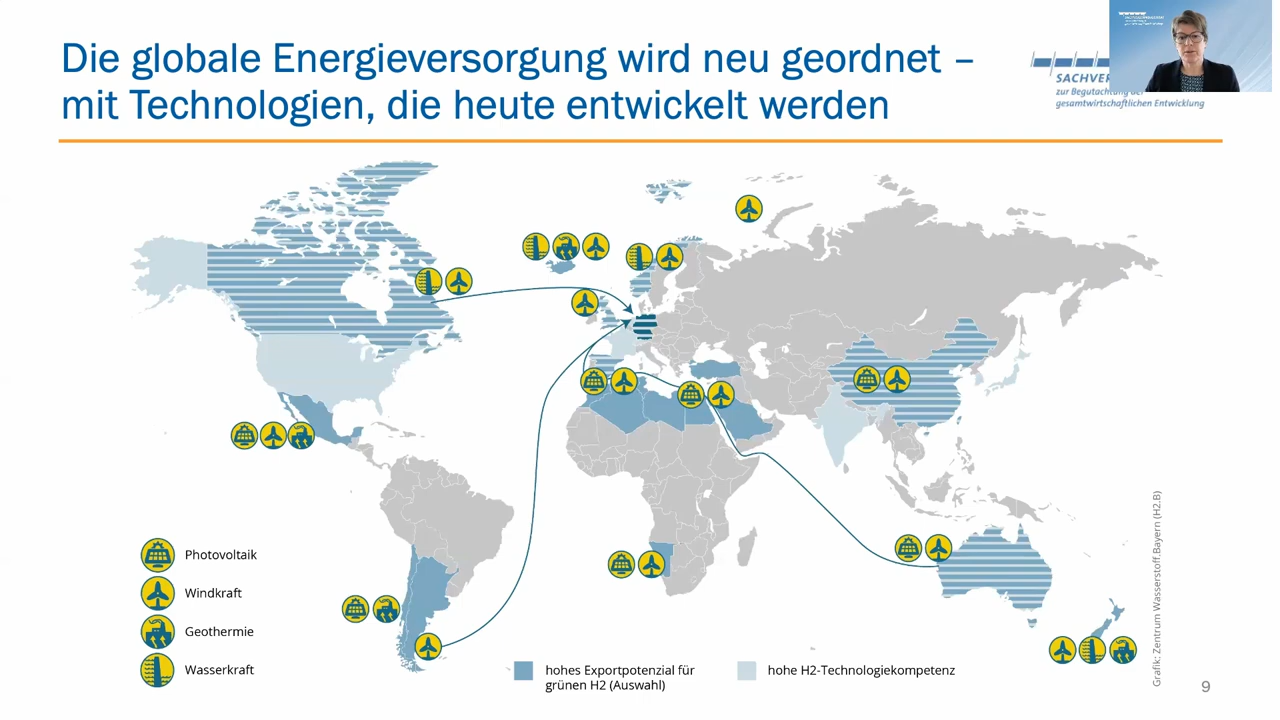 Die globale Energieversorgung wird neu geordnet –
mit Technologien, die heute entwickelt werden
SACHVER
zur Begutachtung der
gesamtwirtschaftlichen Entwicklung
Photovoltaik
Windkraft
Geothermie
Wasserkraft
hohes Exportpotenzial für
grünen H2 (Auswahl)
hohe H2-Technologiekompetenz
Grafik: Zentrum Wasserstoff.Bayern (H2.B)
9